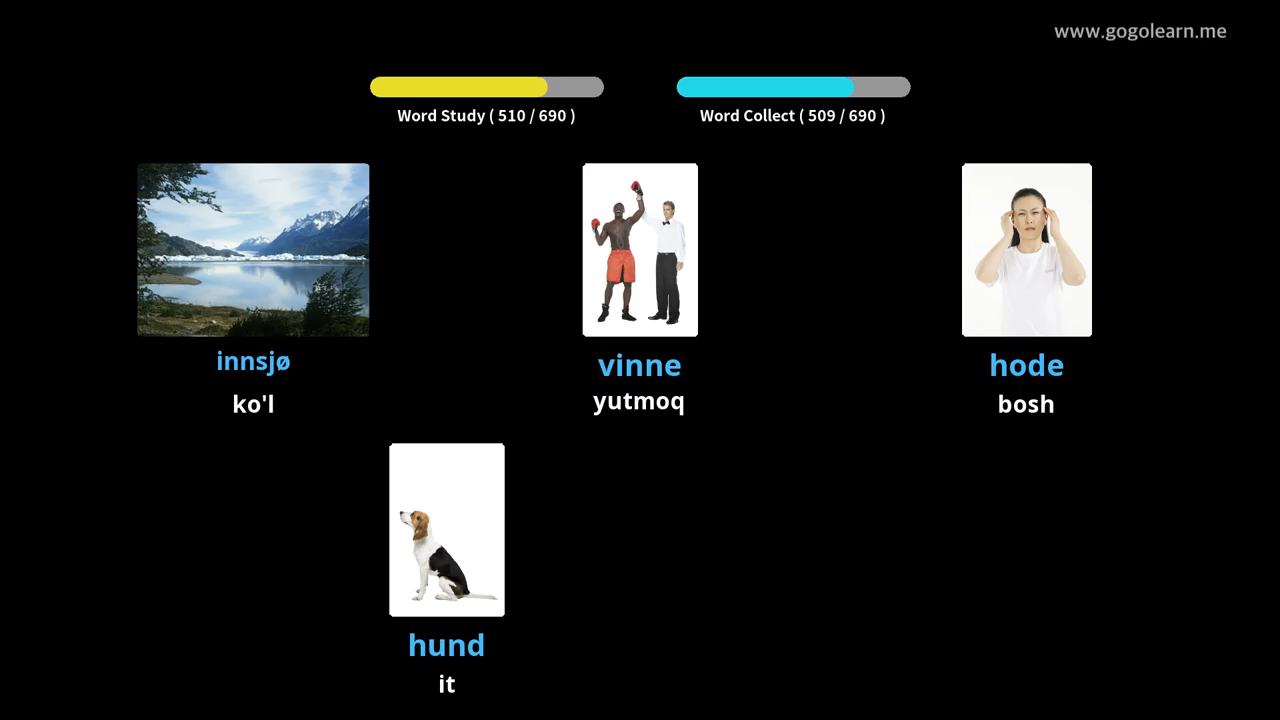 www.gogolearn.me
Word Study ( 510 / 690 )
Word Collect ( 509 / 690 )
innsjø
ko'l
vinne
yutmoq
hode
bosh
hund
it